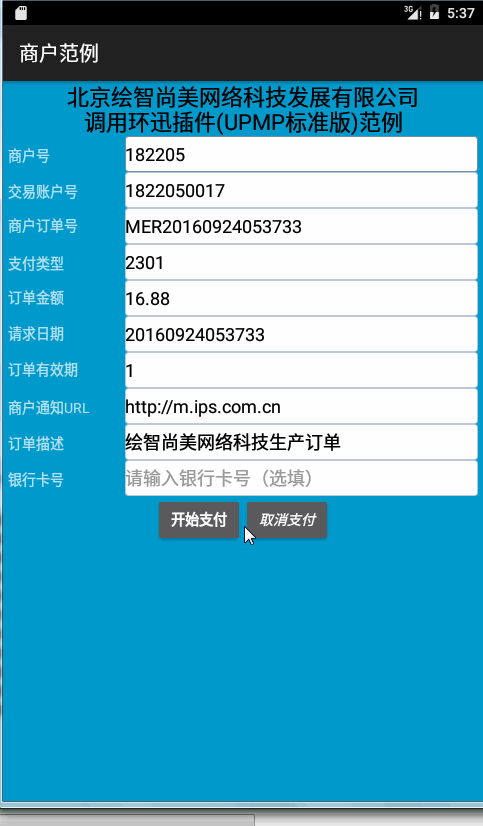 3G
5:37
商户范例
北京绘智尚美网络科技发展有限公司
调用环迅插件(UPMP标准版)范例
商户号 182205
交易账户号 1822050017
商户订单号 MER20160924053733
支付类型 2301
订单金额 16.88
请求日期 20160924053733
订单有效期 1
商户通知URL http://m.ips.com.cn
订单描述 绘智尚美网络科技生产订单
银行卡号 请输入银行卡号（选填）
开始支付 取消支付